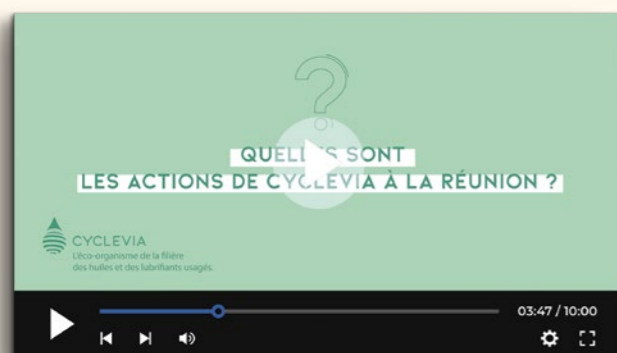 ?
QUELLES SONT
LES ACTIONS DE CYCLEVIA À LA RÉUNION ?
CYCLEVIA
L'éco-organisme de la filière
des huiles et des lubrifiants usagés.
03:47 / 10:00